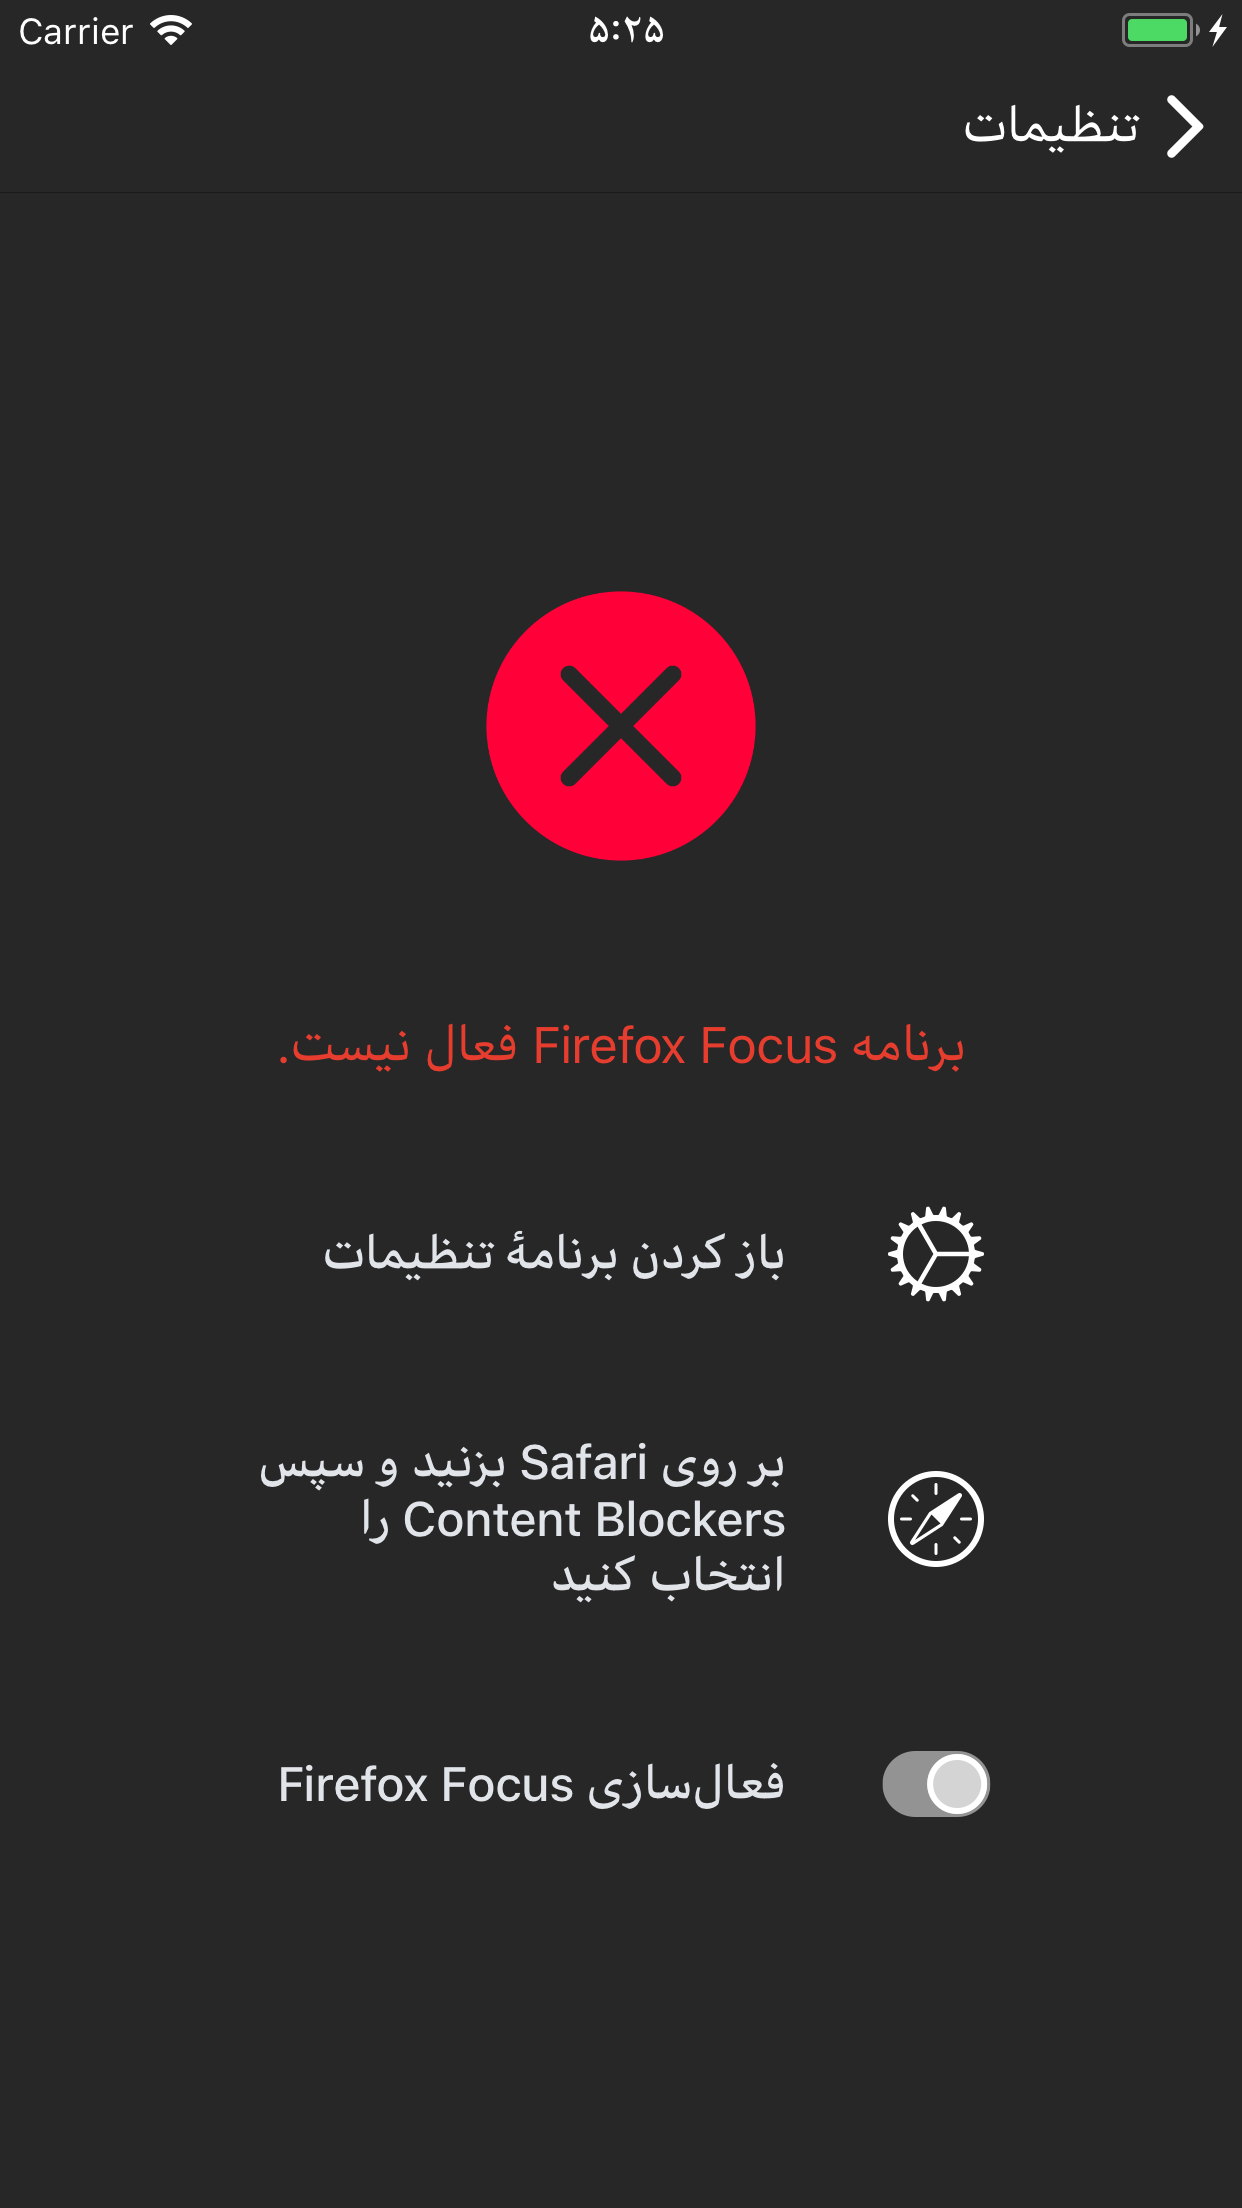 Carrier
۵:۲۵
تنظیمات
برنامه Firefox Focus فعال نیست.
باز کردن برنامهٔ تنظیمات
بر روی Safari بزنید و سپس
Content Blockers را
انتخاب کنید
فعال‌سازی Firefox Focus